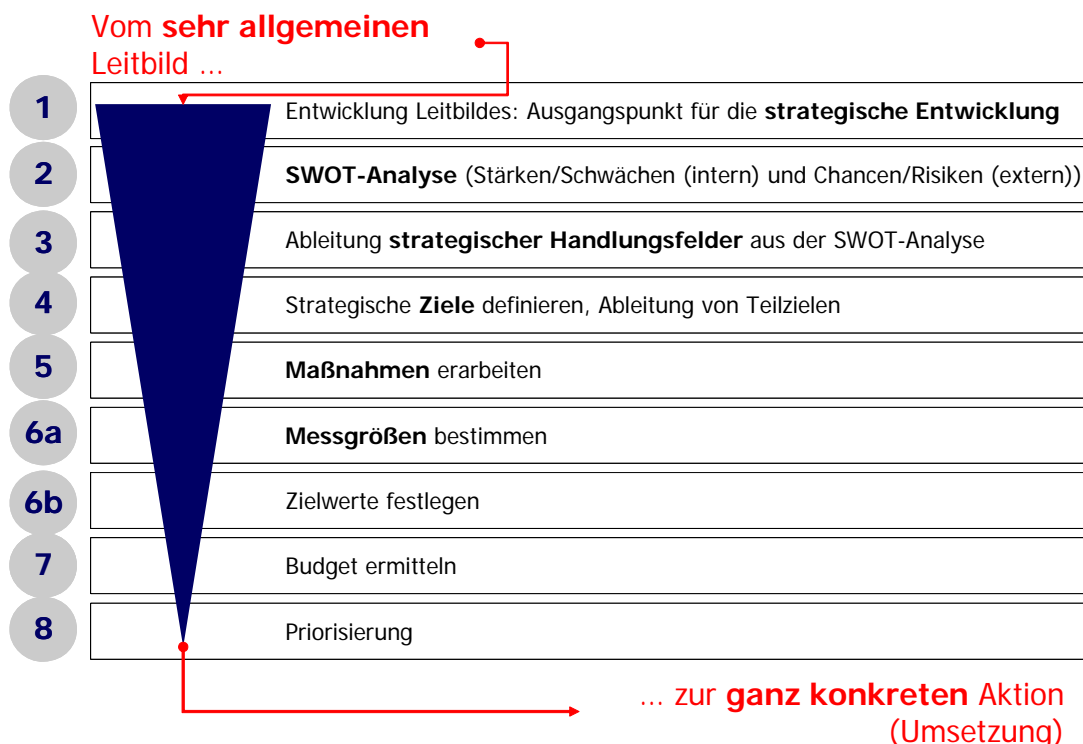 Vom sehr allgemeinen
Leitbild ...
1 Entwicklung Leitbildes: Ausgangspunkt für die strategische Entwicklung
2 SWOT-Analyse (Stärken/Schwächen (intern) und Chancen/Risiken (extern))
3 Ableitung strategischer Handlungsfelder aus der SWOT-Analyse
4 Strategische Ziele definieren, Ableitung von Teilzielen
5 Maßnahmen erarbeiten
6a Messgrößen bestimmen
6b Zielwerte festlegen
7 Budget ermitteln
8 Priorisierung
... zur ganz konkreten Aktion
(Umsetzung)